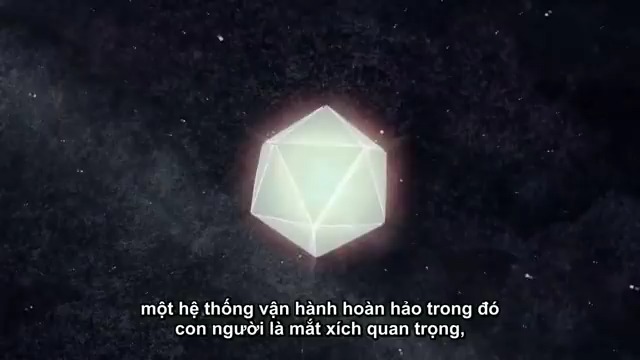 một hệ thống vận hành hoàn hảo trong đó
con người là mắt xích quan trọng,